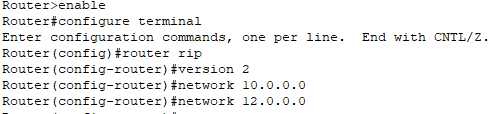 Router>enable
Router#configure terminal
Enter configuration commands, one per line.  End with CNTL/Z.
Router(config)#router rip
Router(config-router)#version 2
Router(config-router)#network 10.0.0.0
Router(config-router)#network 12.0.0.0